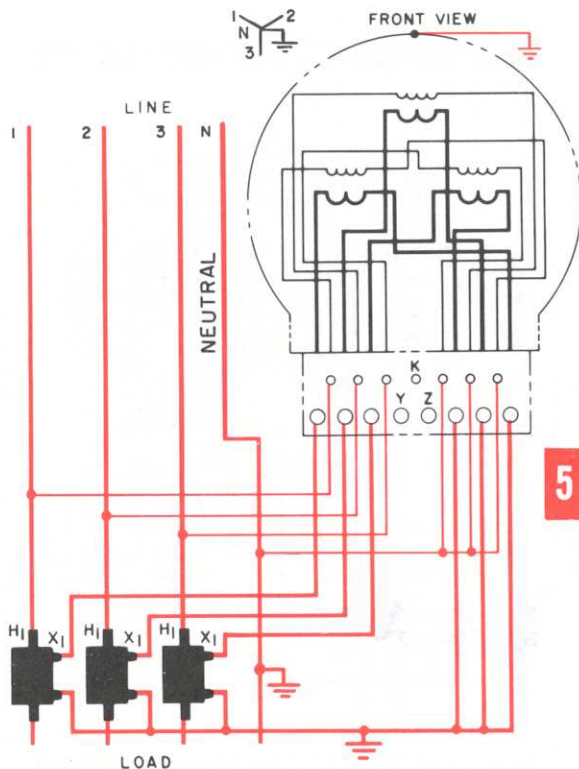 1 2
N
3
FRONT VIEW
LINE
1 2 3 N
NEUTRAL
K
Y Z
5
H1 X1 H1 X1 H1 X1
LOAD